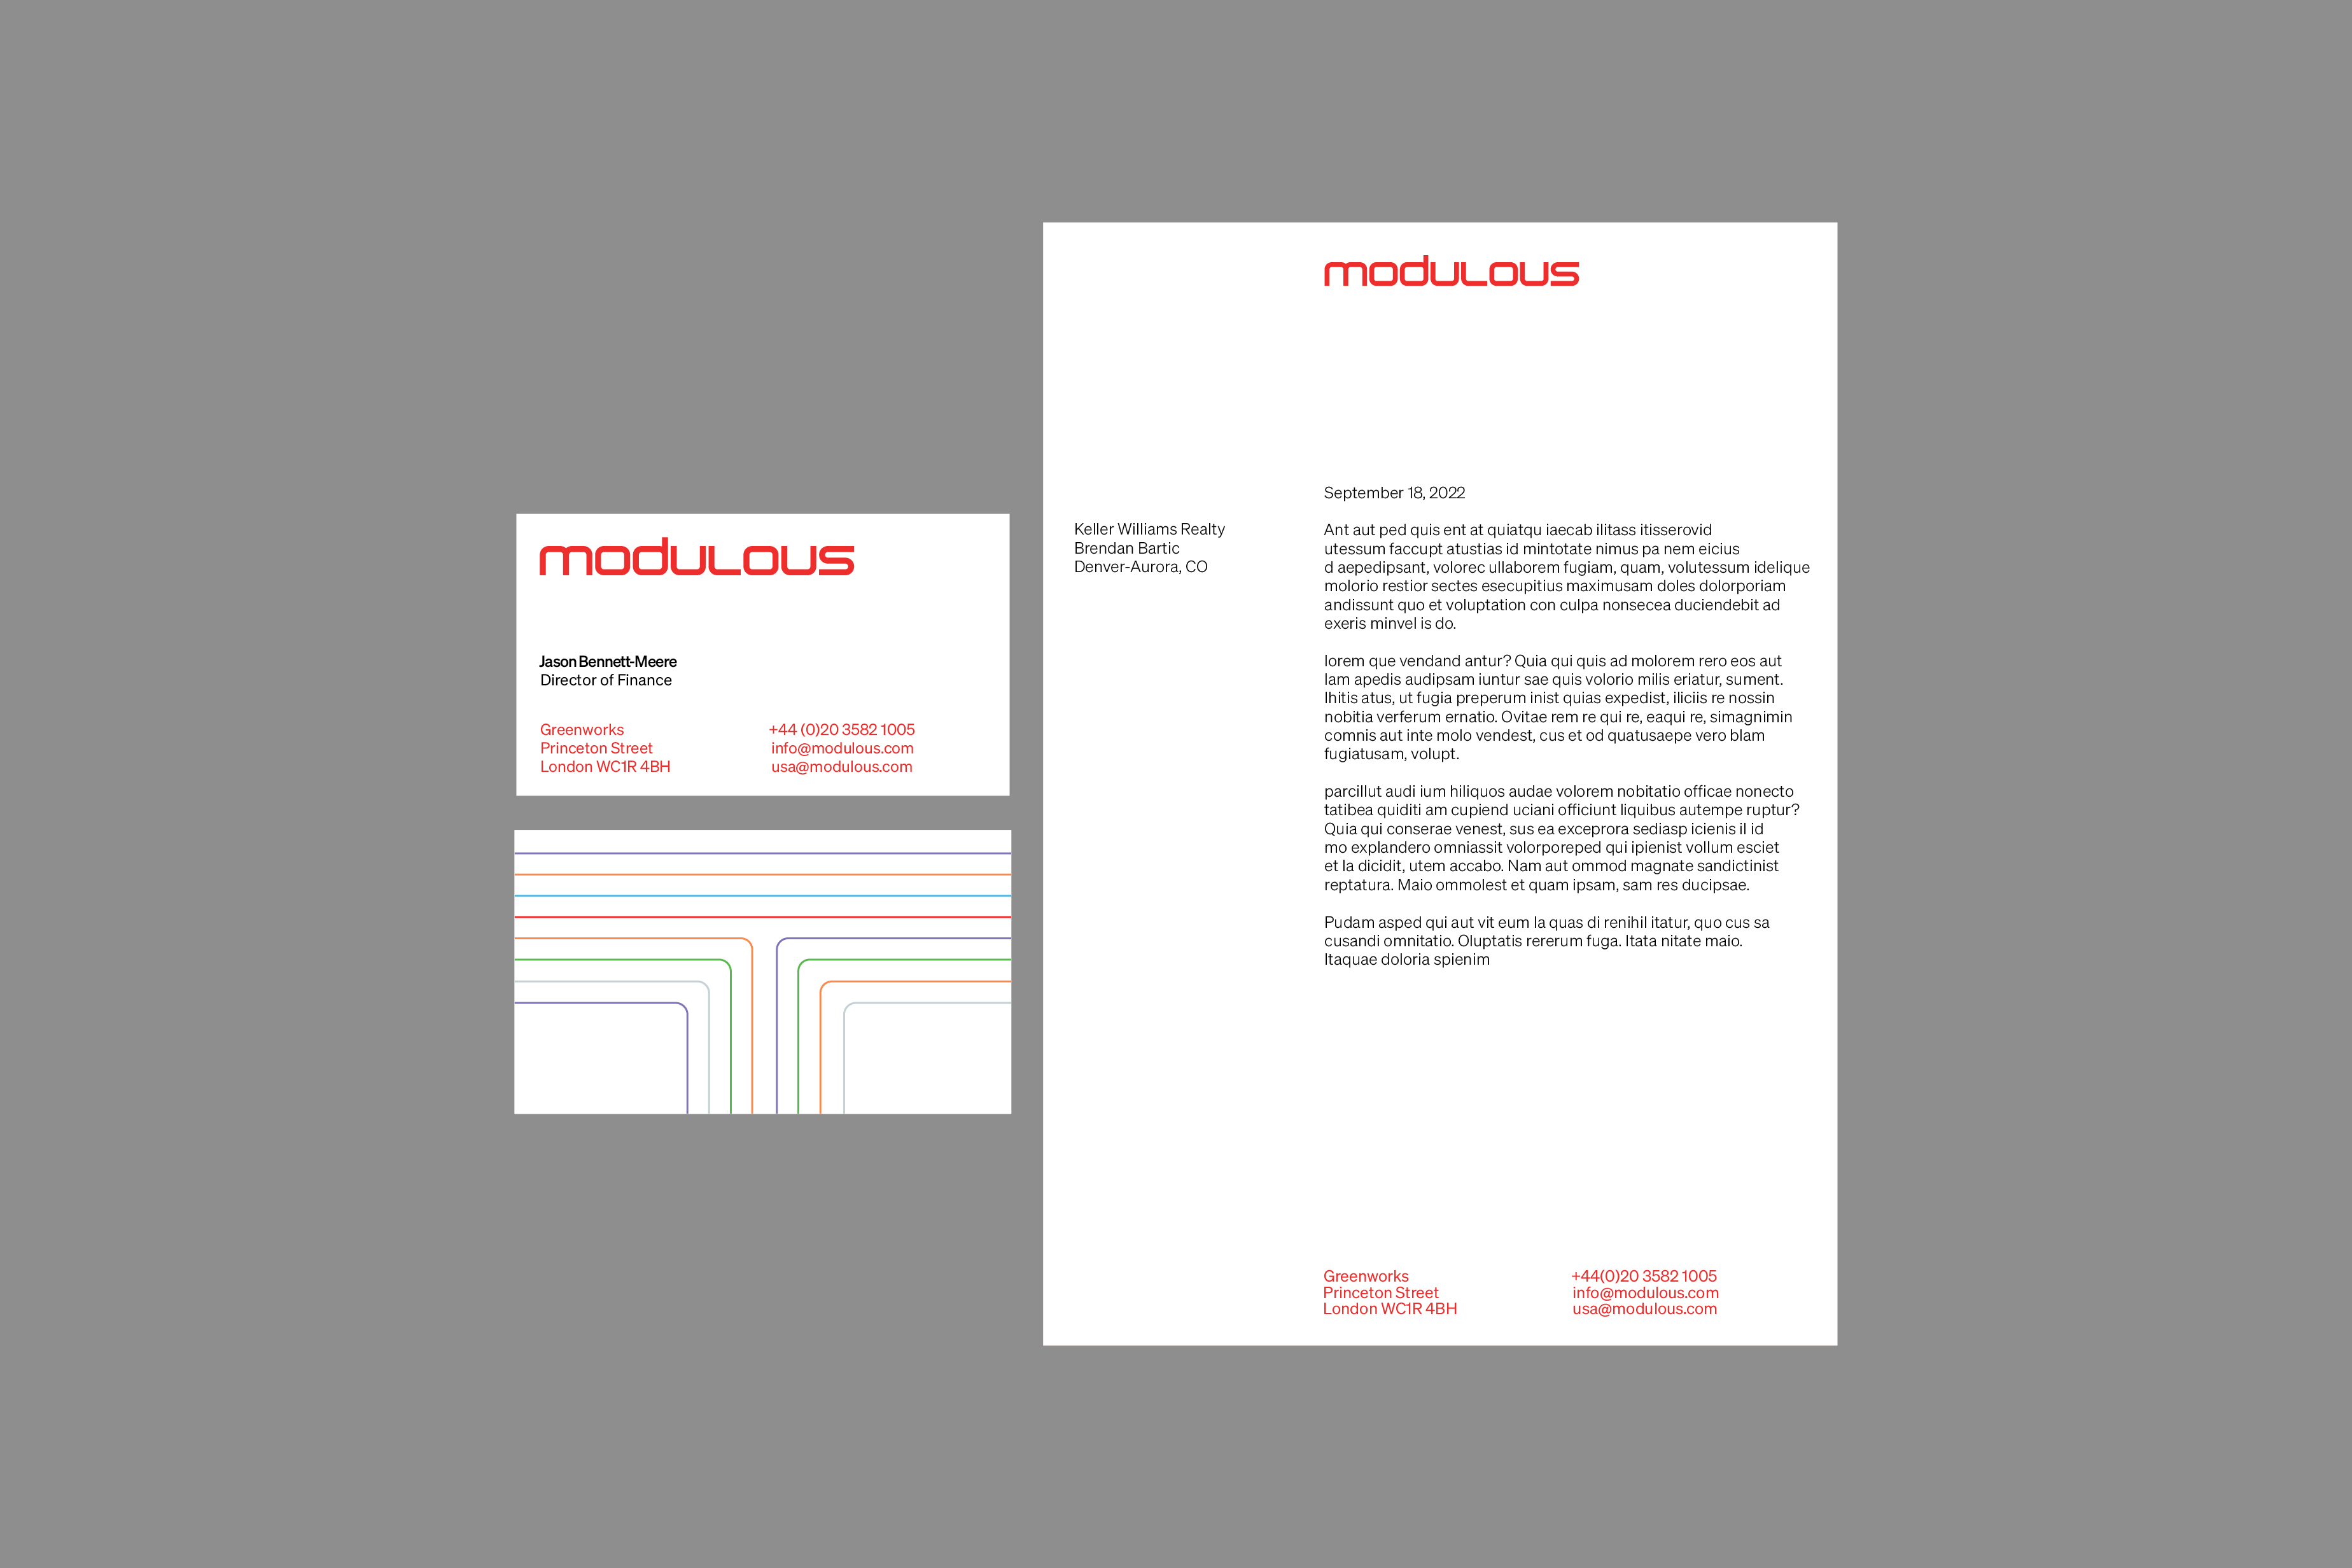 modulous
Jason Bennett-Meere
Director of Finance
Greenworks
Princeton Street
London WC1R 4BH
+44 (0)20 3582 1005
info@modulous.com
usa@modulous.com
modulous
September 18, 2022
Keller Williams Realty
Brendan Bartic
Denver-Aurora, CO
Ant aut ped quis ent at quiatqu iaecab ilitass itisserovid
utessum faccupt atustias id mintotate nimus pa nem eicius
d aepedipsant, volorec ullaborem fugiam, quam, volutessum idelique
molorio restior sectes esecupitius maximusam doles dolorporiam
andissunt quo et voluptation con culpa nonsecea duciendebit ad
exeris minvel is do.
lorem que vendand antur? Quia qui quis ad molorem rero eos aut
lam apedis audipsam iuntur sae quis volorio milis eriatur, sument.
Ihitis atus, ut fugia preperum inist quias expedist, iliciis re nossin
nobitia verferum ernatio. Ovitae rem re qui re, eaqui re, simagnimin
comnis aut inte molo vendest, cus et od quatusaepe vero blam
fugiatusam, volupt.
parcillut audi ium hiliquos audae volorem nobitatio officae nonecto
tatibea quiditi am cupiend uciani officiunt liquibus autempe ruptur?
Quia qui conserae venest, sus ea exceprora sediasp icienis il id
mo explandero omniassit volorporeped qui ipienist vollum esciet
et la dicidit, utem accabo. Nam aut ommod magnate sandictinist
reptatura. Maio ommolest et quam ipsam, sam res ducipsae.
Pudam asped qui aut vit eum la quas di renihil itatur, quo cus sa
cusandi omnitatio. Oluptatis rererum fuga. Itata nitate maio.
Itaquae doloria spienim
Greenworks
Princeton Street
London WC1R 4BH
+44(0)20 3582 1005
info@modulous.com
usa@modulous.com